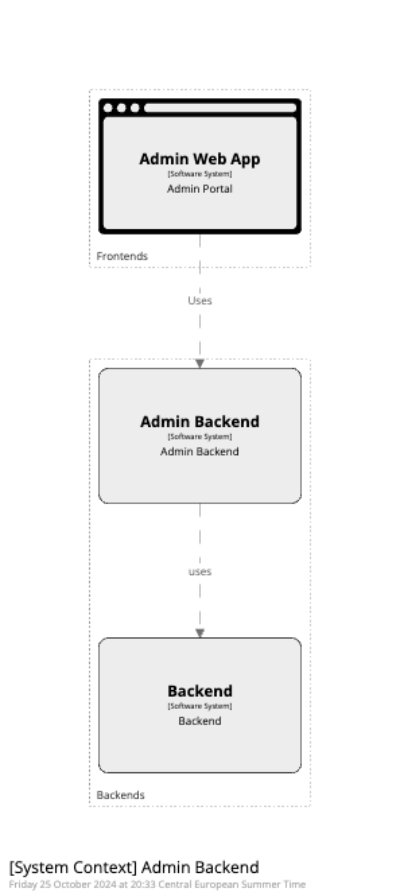 Admin Web App
[Software System]
Admin Portal
Frontends
Uses
Admin Backend
[Software System]
Admin Backend
uses
Backend
[Software System]
Backend
Backends
[System Context] Admin Backend
Friday 25 October 2024 at 20:33 Central European Summer Time